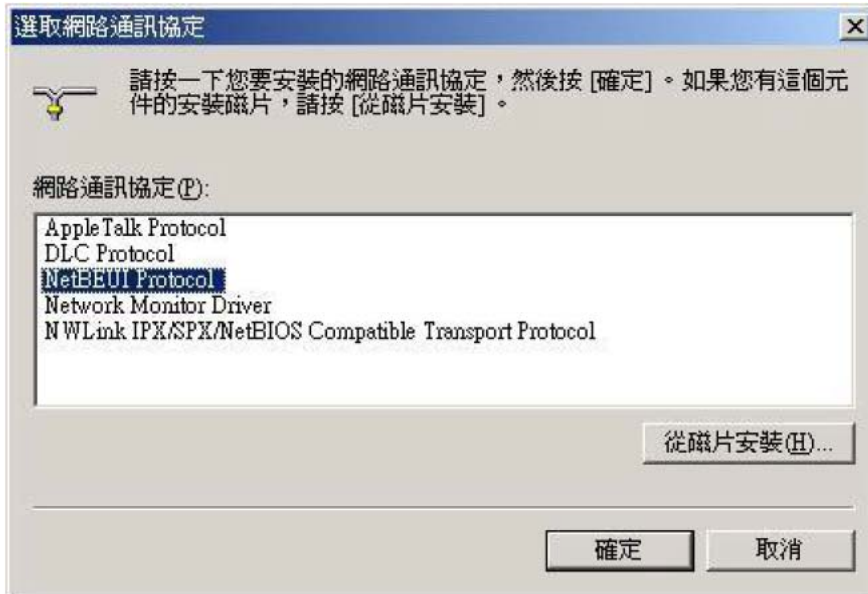 選取網路通訊協定
請按一下您要安裝的網路通訊協定，然後按 [確定]。如果您有這個元
件的安裝磁片，請按 [從磁片安裝]。
網路通訊協定(P):
AppleTalk Protocol
DLC Protocol
NetBEUI Protocol
Network Monitor Driver
NWLink IPX/SPX/NetBIOS Compatible Transport Protocol
從磁片安裝(H)...
確定
取消